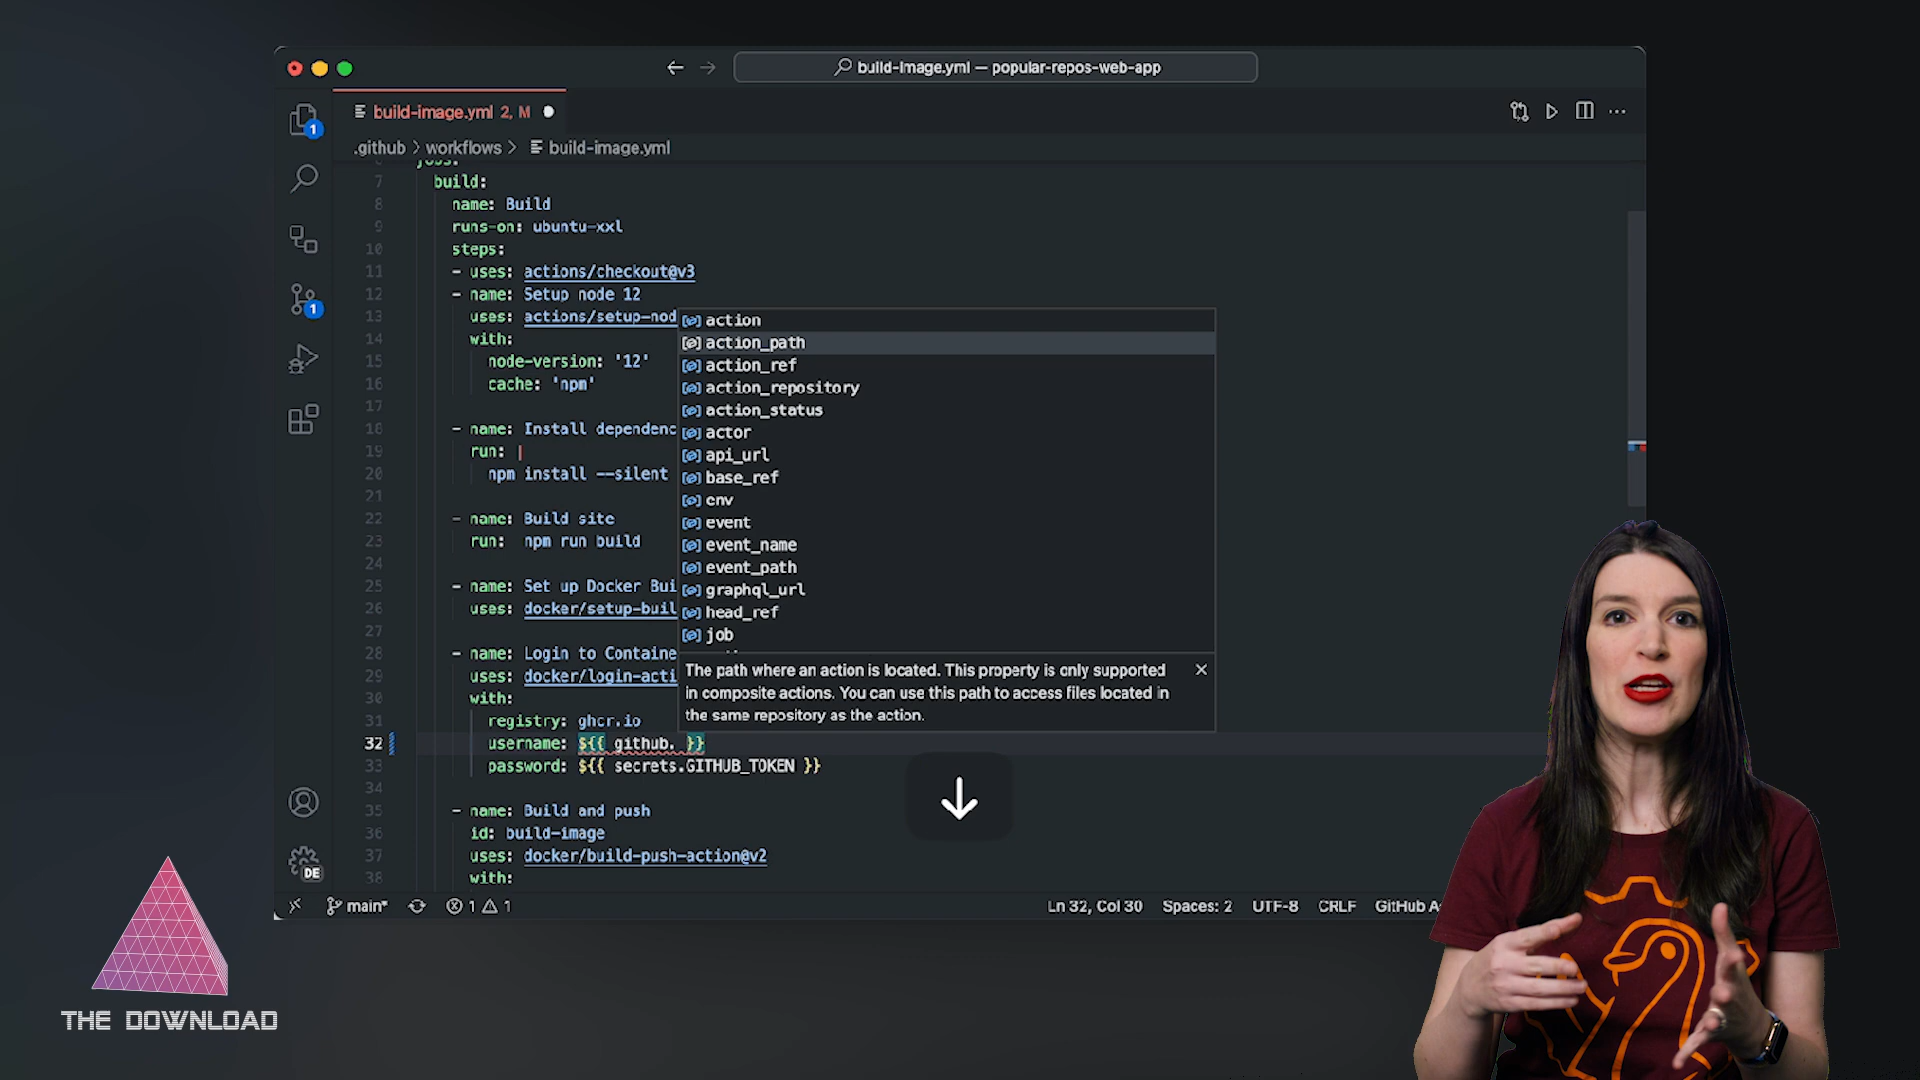 build-image.yml — popular-repos-web-app
build-image.yml 2, M
.github > workflows > build-image.yml
jobs:
7 build:
8 name: Build
9 runs-on: ubuntu-xxl
10 steps:
11 - uses: actions/checkout@v3
12 - name: Setup node 12
13 uses: actions/setup-nod
14 with:
15 node-version: '12'
16 cache: 'npm'
17
18 - name: Install dependenc
19 run: |
20 npm install --silent
21
22 - name: Build site
23 run: npm run build
24
25 - name: Set up Docker Bui
26 uses: docker/setup-buil
27
28 - name: Login to Containe
29 uses: docker/login-acti
30 with:
31 registry: ghcr.io
32 username: ${{ github. }}
33 password: ${{ secrets.GITHUB_TOKEN }}
34
35 - name: Build and push
36 id: build-image
37 uses: docker/build-push-action@v2
38 with:
action
action_path
action_ref
action_repository
action_status
actor
api_url
base_ref
env
event
event_name
event_path
graphql_url
head_ref
job
The path where an action is located. This property is only supported
in composite actions. You can use this path to access files located in
the same repository as the action.
1
1
DE
main* 1 1
Ln 32, Col 30 Spaces: 2 UTF-8 CRLF GitHub A
THE DOWNLOAD